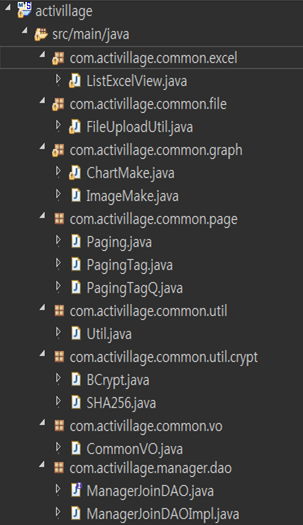 activillage
src/main/java
com.activillage.common.excel
ListExcelView.java
com.activillage.common.file
FileUploadUtil.java
com.activillage.common.graph
ChartMake.java
ImageMake.java
com.activillage.common.page
Paging.java
PagingTag.java
PagingTagQ.java
com.activillage.common.util
Util.java
com.activillage.common.util.crypt
BCrypt.java
SHA256.java
com.activillage.common.vo
CommonVO.java
com.activillage.manager.dao
ManagerJoinDAO.java
ManagerJoinDAOImpl.java